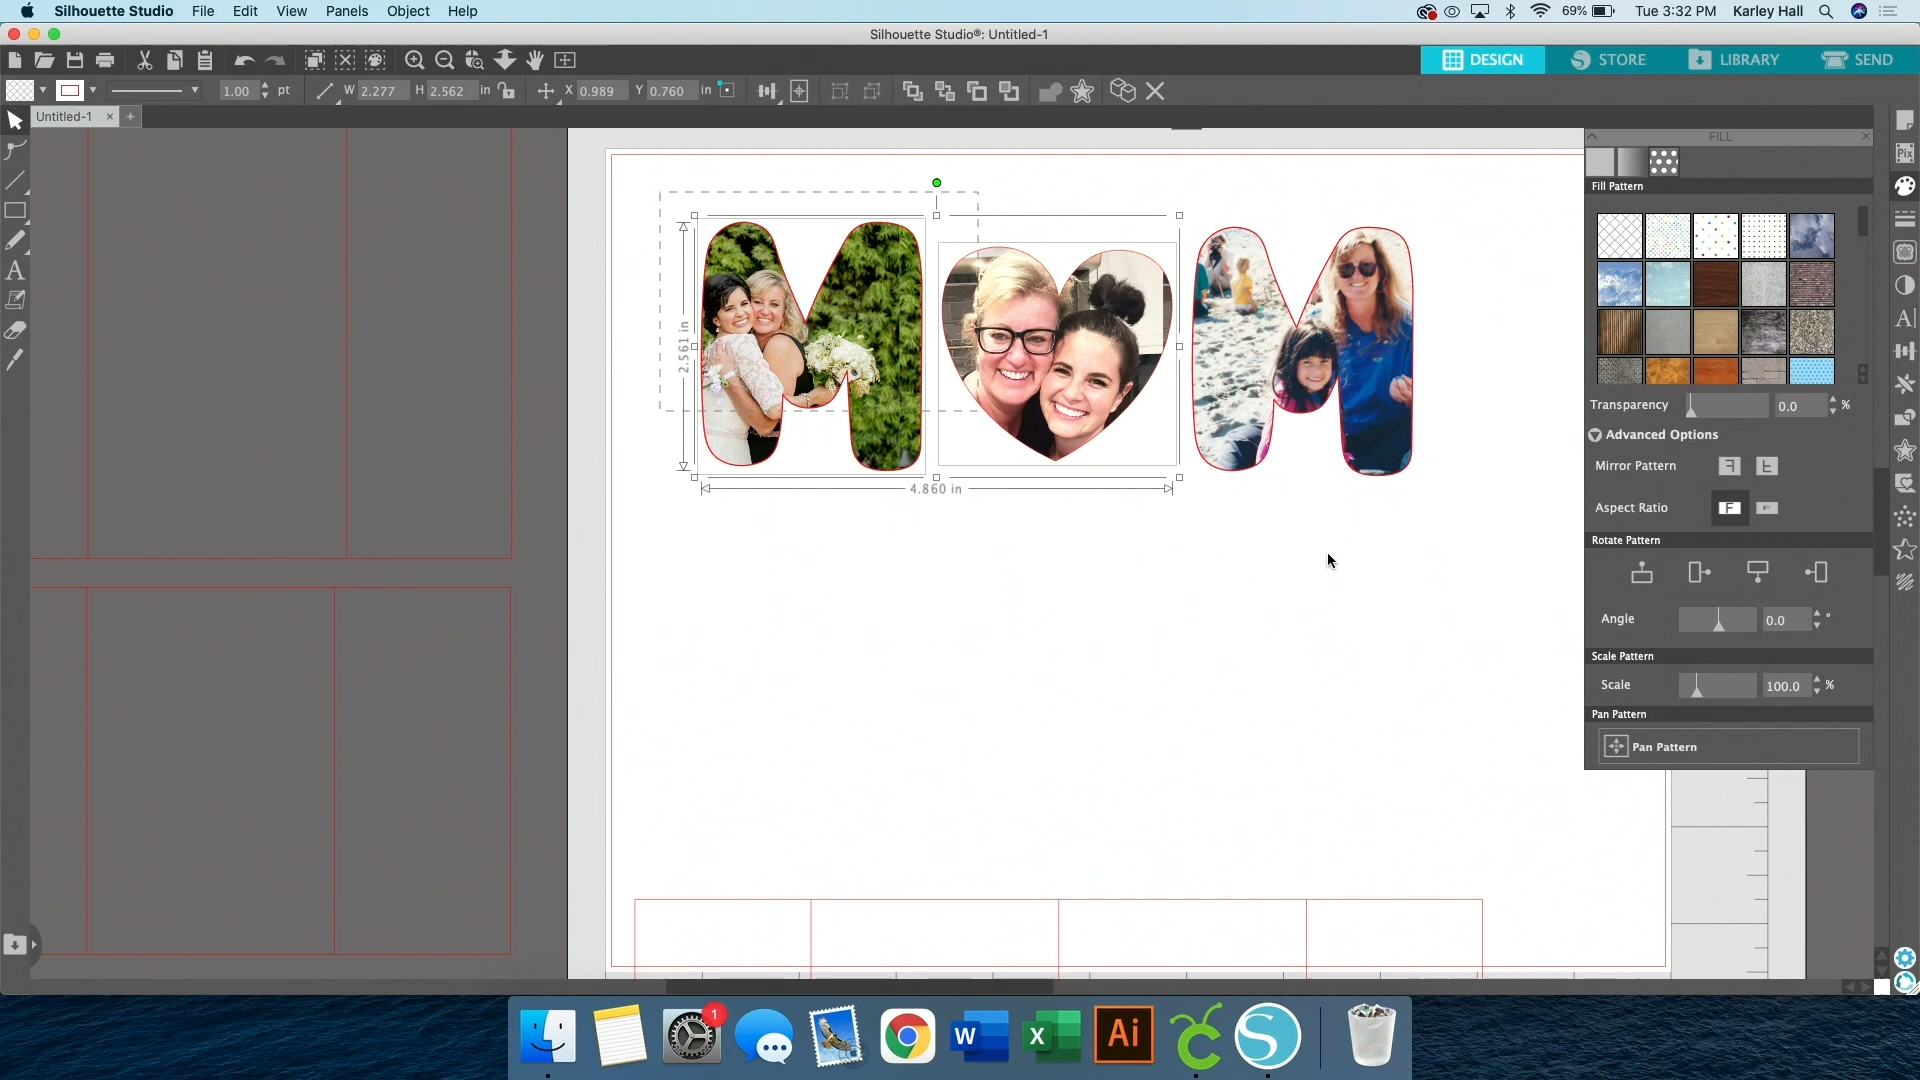 Silhouette Studio File Edit View Panels Object Help 69% Tue 3:32 PM Karley Hall
Silhouette Studio®: Untitled-1
DESIGN STORE LIBRARY SEND
1.00 pt W 2.277 H 2.562 in X 0.989 Y 0.760 in
Untitled-1 × +
FILL
Pix
Fill Pattern
2.561 in
4.860 in
Transparency 0.0 %
Advanced Options
Mirror Pattern
Aspect Ratio F F
Rotate Pattern
Angle 0.0 °
Scale Pattern
Scale 100.0 %
Pan Pattern
Pan Pattern
1
W X Ai S